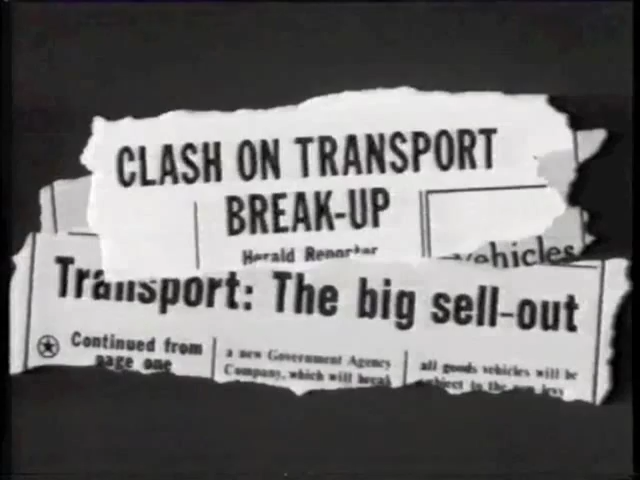 CLASH ON TRANSPORT
BREAK-UP
Herald Reporter
vehicles
Transport: The big sell-out
Continued from
page one
a new Government Agency
Company, which will break
all goods vehicles will be
subject to the new levy